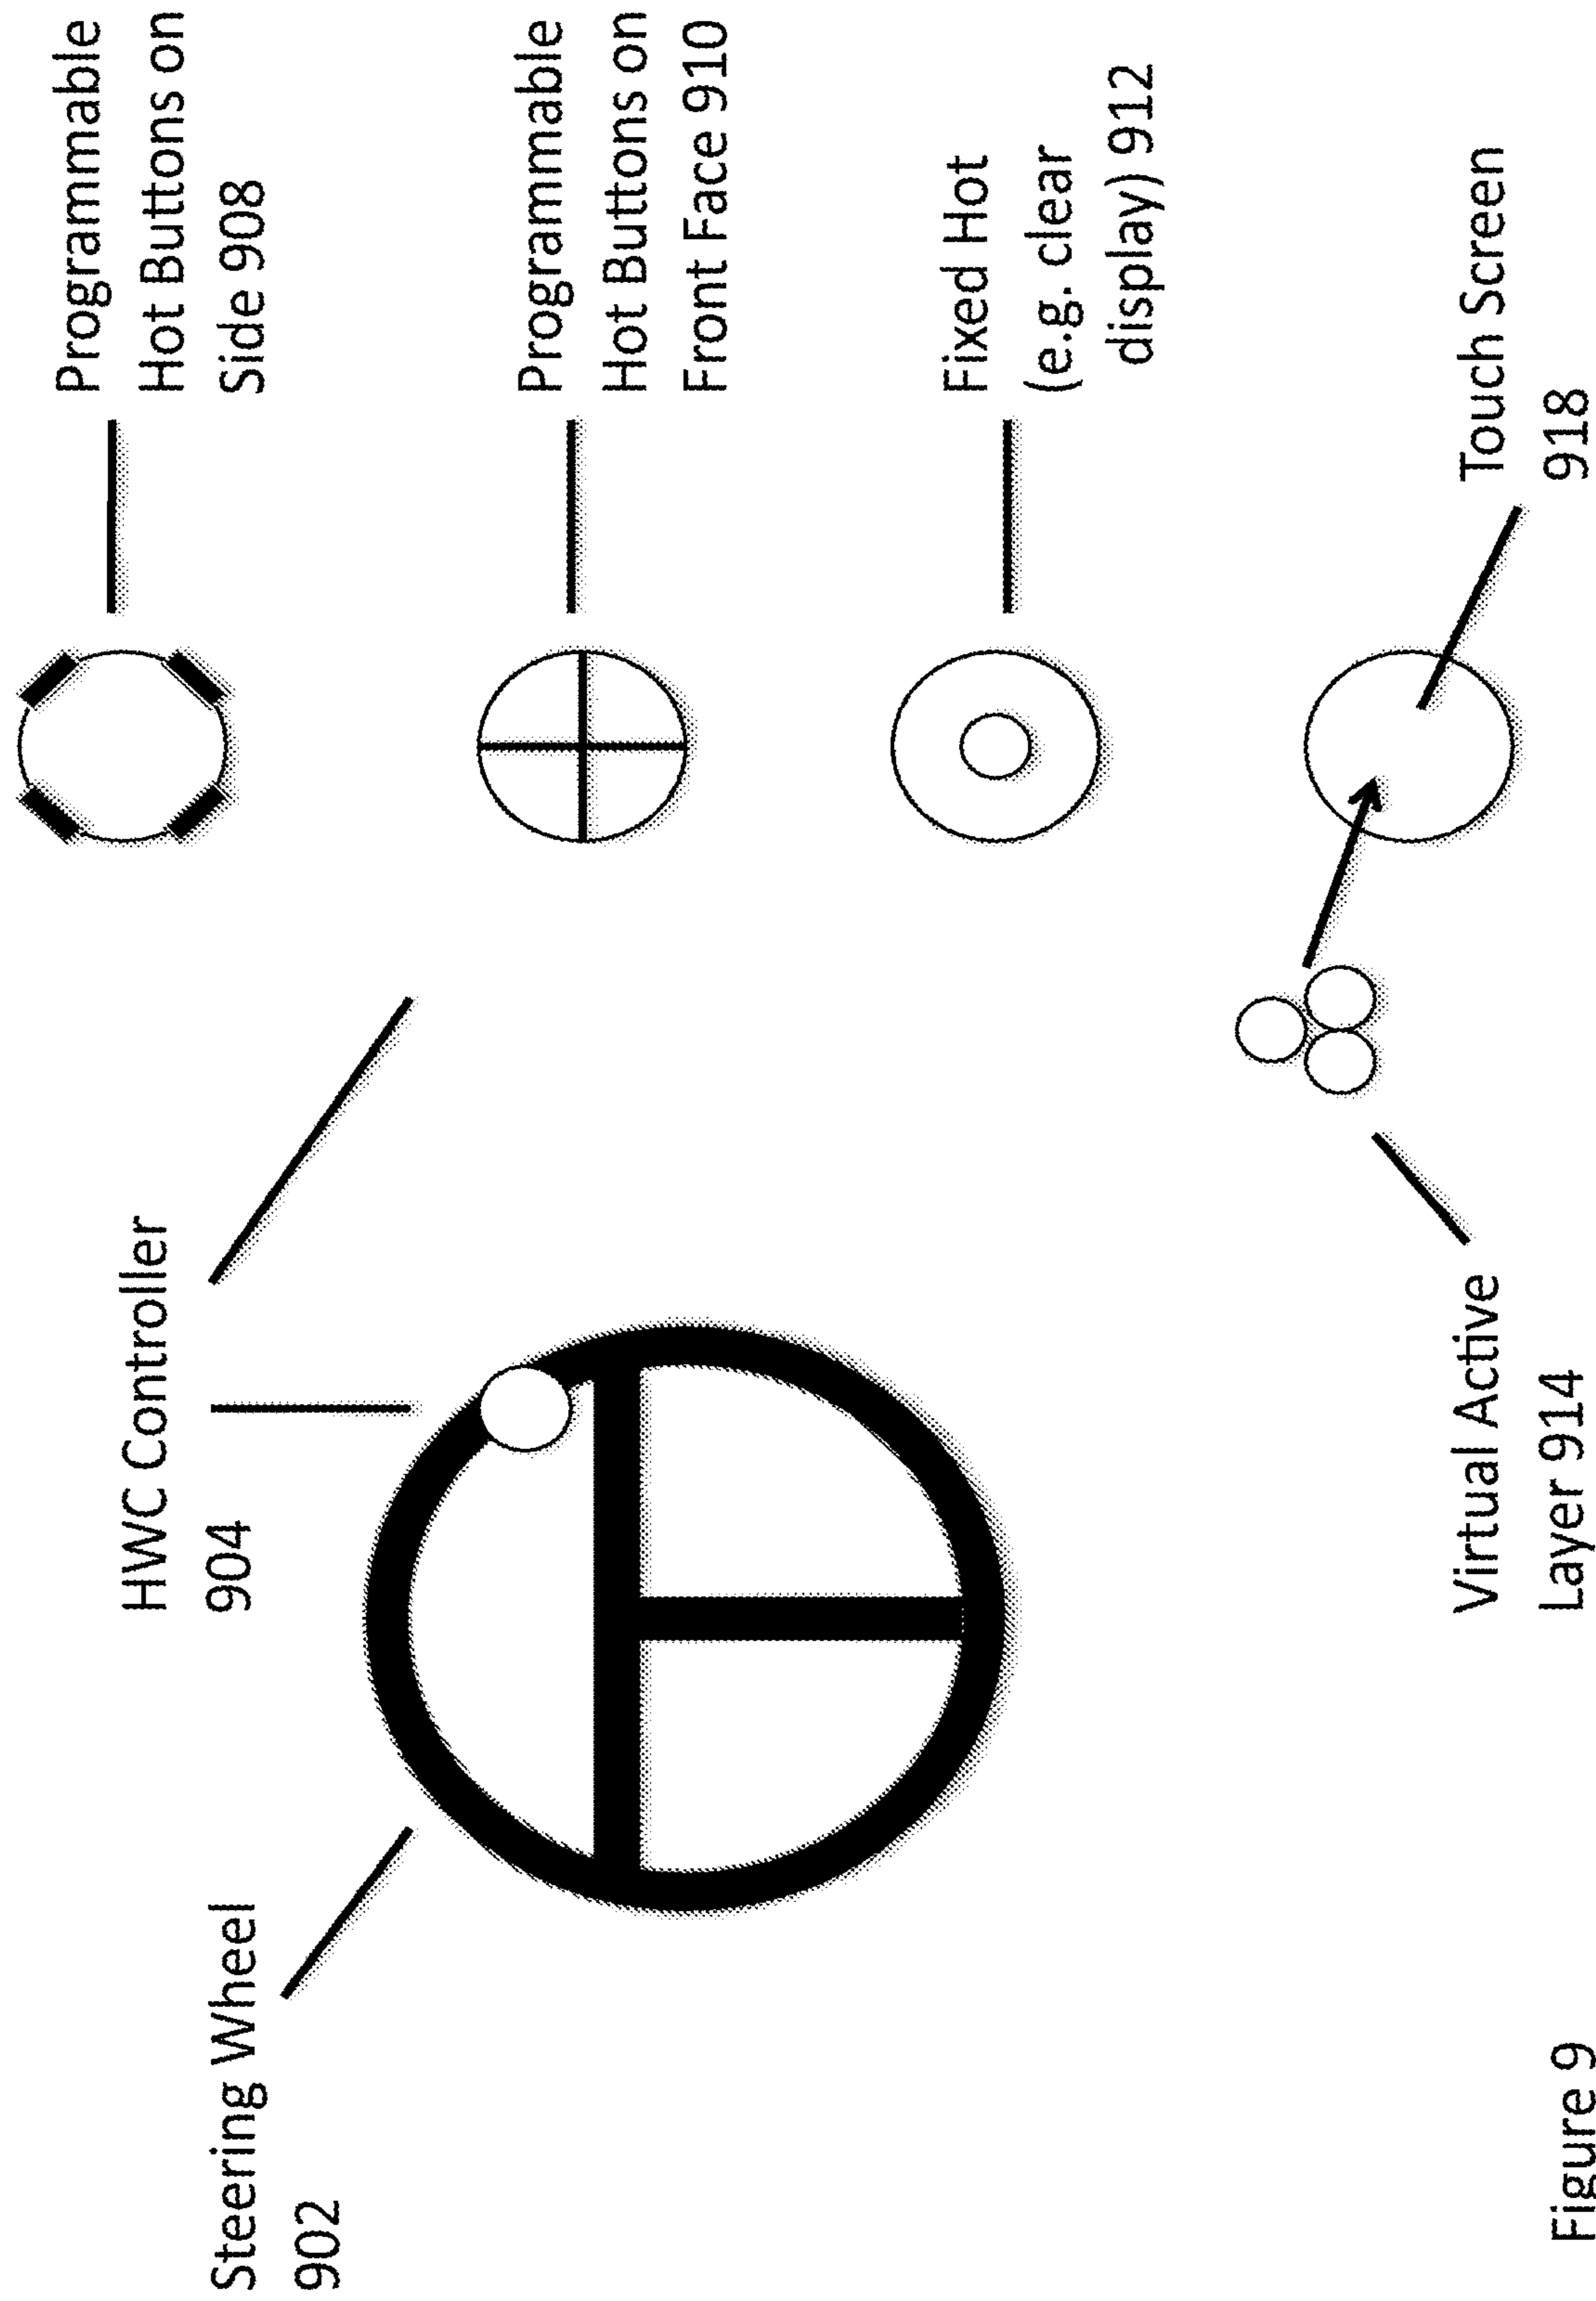 Steering Wheel
902
HWC Controller
904
Programmable
Hot Buttons on
Side 908
Programmable
Hot Buttons on
Front Face 910
Fixed Hot
(e.g. clear
display) 912
Virtual Active
Layer 914
Touch Screen
918
Figure 9